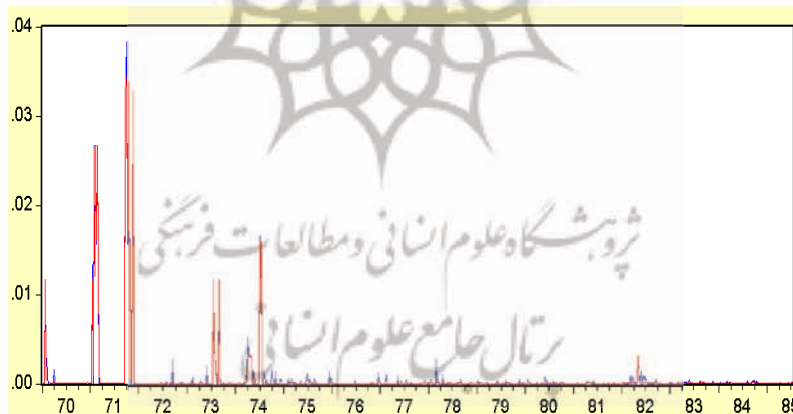 .04
.03
.02
.01
.00
70 71 72 73 74 75 76 77 78 79 80 81 82 83 84 85
پژوهشگاه علوم انسانی و مطالعات فرهنگی
پرتال جامع علوم انسانی